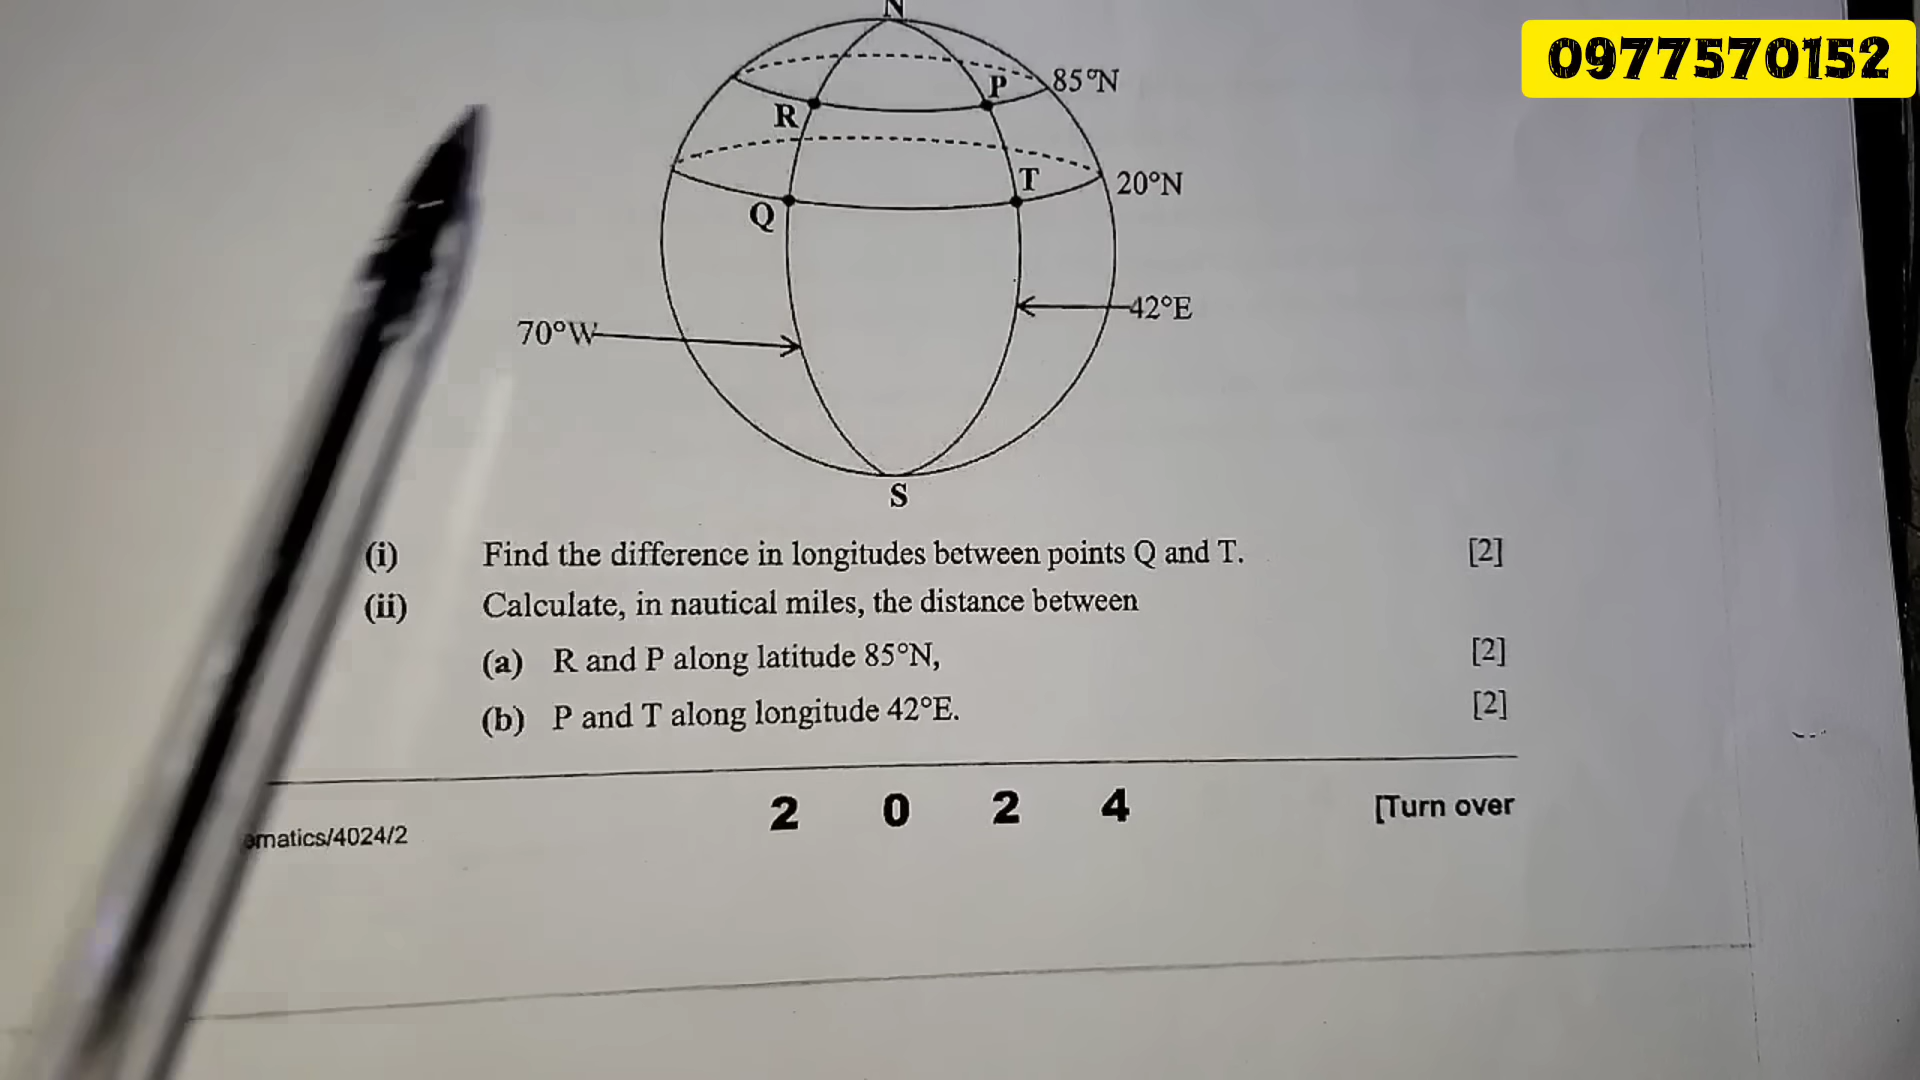 0977570152
N
P
85°N
R
T
20°N
Q
42°E
70°W
S
(i) Find the difference in longitudes between points Q and T. [2]
(ii) Calculate, in nautical miles, the distance between
(a) R and P along latitude 85°N, [2]
(b) P and T along longitude 42°E. [2]
2 0 2 4
[Turn over
ematics/4024/2